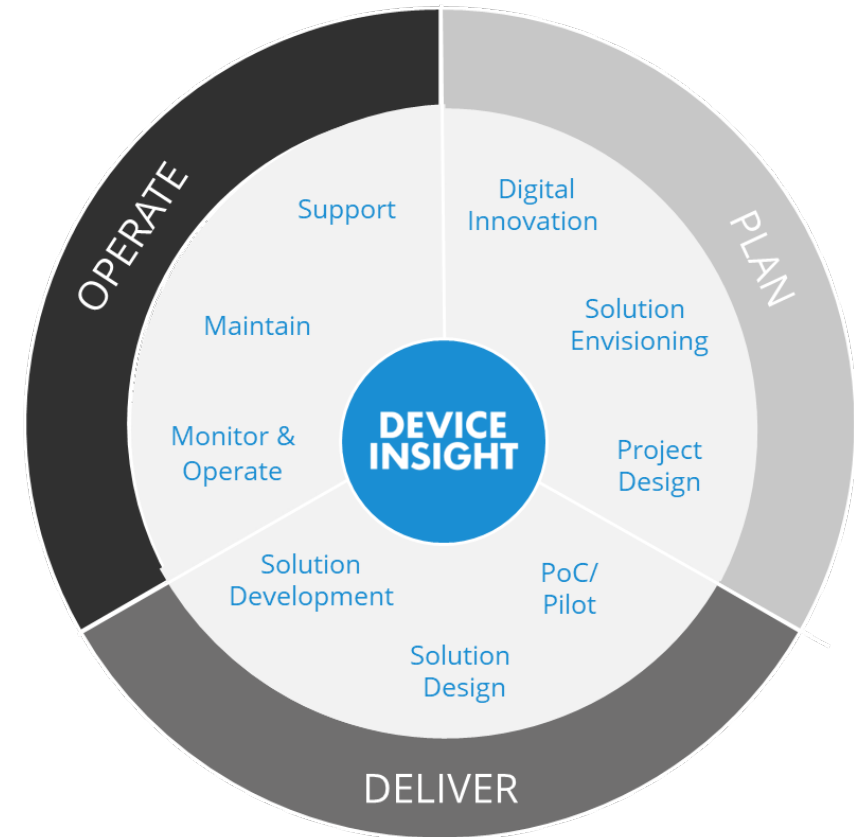 OPERATE
PLAN
DELIVER
Support
Maintain
Monitor &
Operate
Digital
Innovation
Solution
Envisioning
Project
Design
DEVICE
INSIGHT
Solution
Development
PoC/
Pilot
Solution
Design